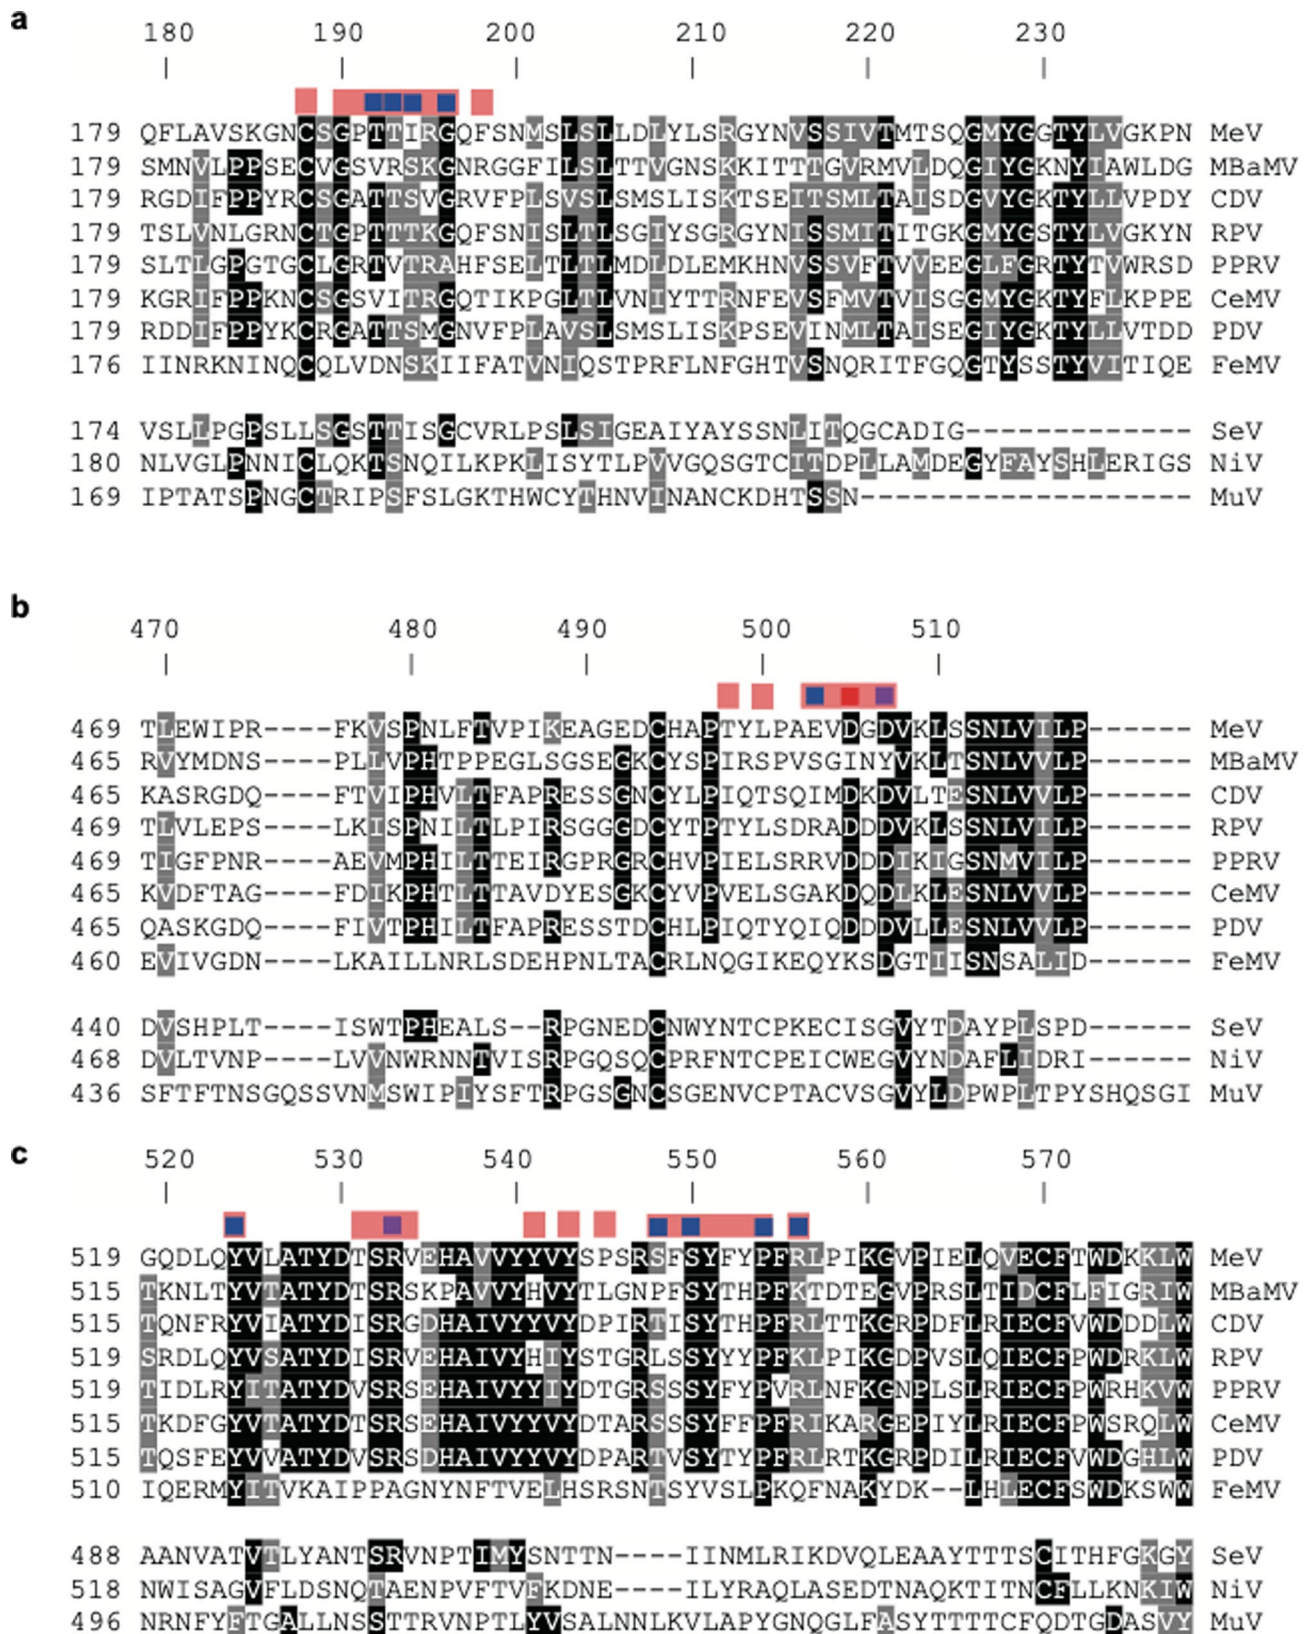 a
180 190 200 210 220 230
179 QFLAVSKGNCSGPTTIRGQFSNMSLSLLDLYLSRGYNVSSIVTMTSQGMYGGTYLVGKPN MeV
179 SMNVLPPSECVGSVRSKGNRGGFILSLTTVGNSKKITTTGVRMVLDQGIYGKNYIAWLDG MBaMV
179 RGDIFPPYRCSGATTSVGRVFPLSVSLSMSLISKTSEITSMLTAISDGVYGKTYLLVPDY CDV
179 TSLVNLGRNCTGPTTTKGQFSNISLTLSGIYSGRGYNISSMITITGKGMYGSTYLVGKYN RPV
179 SLTLGPGTGCLGRTVTRAHFSELTLTLMDLDLEMKHNVSSVFTVVEEGLFGRTYTVWRSD PPRV
179 KGRIFPPKNCSGSVITRGQTIKPGLTLVNIYTTRNFEVSFMVTVISGGMYGKTYFLKPPE CeMV
179 RDDIFPPYKCRGATTSMGNVFPLAVSLSMSLISKPSEVINMLTAISEGIYGKTYLLVTDD PDV
176 IINRKNINQCQLVDNSKIIFATVNIQSTPRFLNFGHTVSNQRITFGQGTYSSTYVITIQE FeMV
174 VSLLPGPSLLSGSTTISGCVRLPSLSIGEAIYAYSSNLITQGCADIG------------- SeV
180 NLVGLPNNICLQKTSNQILKPKLISYTLPVVGQSGTCITDPLLAMDEGYFAYSHLERIGS NiV
169 IPTATSPNGCTRIPSFSLGKTHWCYTHNVINANCKDHTSSN------------------- MuV
b
470 480 490 500 510
469 TLEWIPR----FKVSPNLFTVPIKEAGEDCHAPTYLPAEVDGDVKLSSNLVILP------ MeV
465 RVYMDNS----PLLVPHTPPEGLSGSEGKCYSPIRSPVSGINYVKLTSNLVVLP------ MBaMV
465 KASRGDQ----FTVIPHVLTFAPRESSGNCYLPIQTSQIMDKDVLTESNLVVLP------ CDV
469 TLVLEPS----LKISPNILTLPIRSGGGDCYTPTYLSDRADDDVKLSSNLVILP------ RPV
469 TIGFPNR----AEVMPHILTTEIRGPRGRCHVPIELSRRVDDDIKIGSNMVILP------ PPRV
465 KVDFTAG----FDIKPHTLTTAVDYESGKCYVPVELSGAKDQDLKLESNLVVLP------ CeMV
465 QASKGDQ----FIVTPHILTFAPRESSTDCHLPIQTYQIQDDDVLLESNLVVLP------ PDV
460 EVIVGDN----LKAILLNRLSDEHPNLTACRLNQGIKEQYKSDGTIISNSALID------ FeMV
440 DVSHPLT----ISWTPHEALS--RPGNEDCNWYNTCPKECISGVYTDAYPLSPD------ SeV
468 DVLTVNP----LVVNWRNNTVISRPGQSQCPRFNTCPEICWEGVYNDAFLIDRI------ NiV
436 SFTFTNSGQSSVNMSWIPIYSFTRPGSGNCSGENVCPTACVSGVYLDPWPLTPYSHQSGI MuV
c
520 530 540 550 560 570
519 GQDLQYVLATYDTSRVEHAVVYYVYSPSRSFSYFYPFRLPIKGVPIELQVECFTWDKKLW MeV
515 TKNLTYVTATYDTSRSKPAVVYHVYTLGNPFSYTHPFKTDTEGVPRSLTIDCFLFIGRIW MBaMV
515 TQNFRYVIATYDISRGDHAIVYYVYDPIRTISYTHPFRLTTKGRPDFLRIECFVWDDDLW CDV
519 SRDLQYVSATYDISRVEHAIVYHIYSTGRLSSYYYPFKLPIKGDPVSLQIECFPWDRKLW RPV
519 TIDLRYITATYDVSRSEHAIVYYIYDTGRSSSYFYPVRLNFKGNPLSLRIECFPWRHKVW PPRV
515 TKDFGYVTATYDTSRSEHAIVYYVYDTARSSSYFFPFRIKARGEPIYLRIECFPWSRQLW CeMV
515 TQSFEYVVATYDVSRSDHAIVYYVYDPARTVSYTYPFRLRTKGRPDILRIECFVWDGHLW PDV
510 IQERMYITVKAIPPAGNYNFTVELHSRSNTSYVSLPKQFNAKYDK--LHLECFSWDKSWW FeMV
488 AANVATVTLYANTSRVNPTIMYSNTTN----IINMLRIKDVQLEAAYTTTSCITHFGKGY SeV
518 NWISAGVFLDSNQTAENPVFTVFKDNE----ILYRAQLASEDTNAQKTITNCFLLKNKIW NiV
496 NRNFYFTGALLNSSTTRVNPTLYVSALNNLKVLAPYGNQGLFASYTTTTCFQDTGDASVY MuV